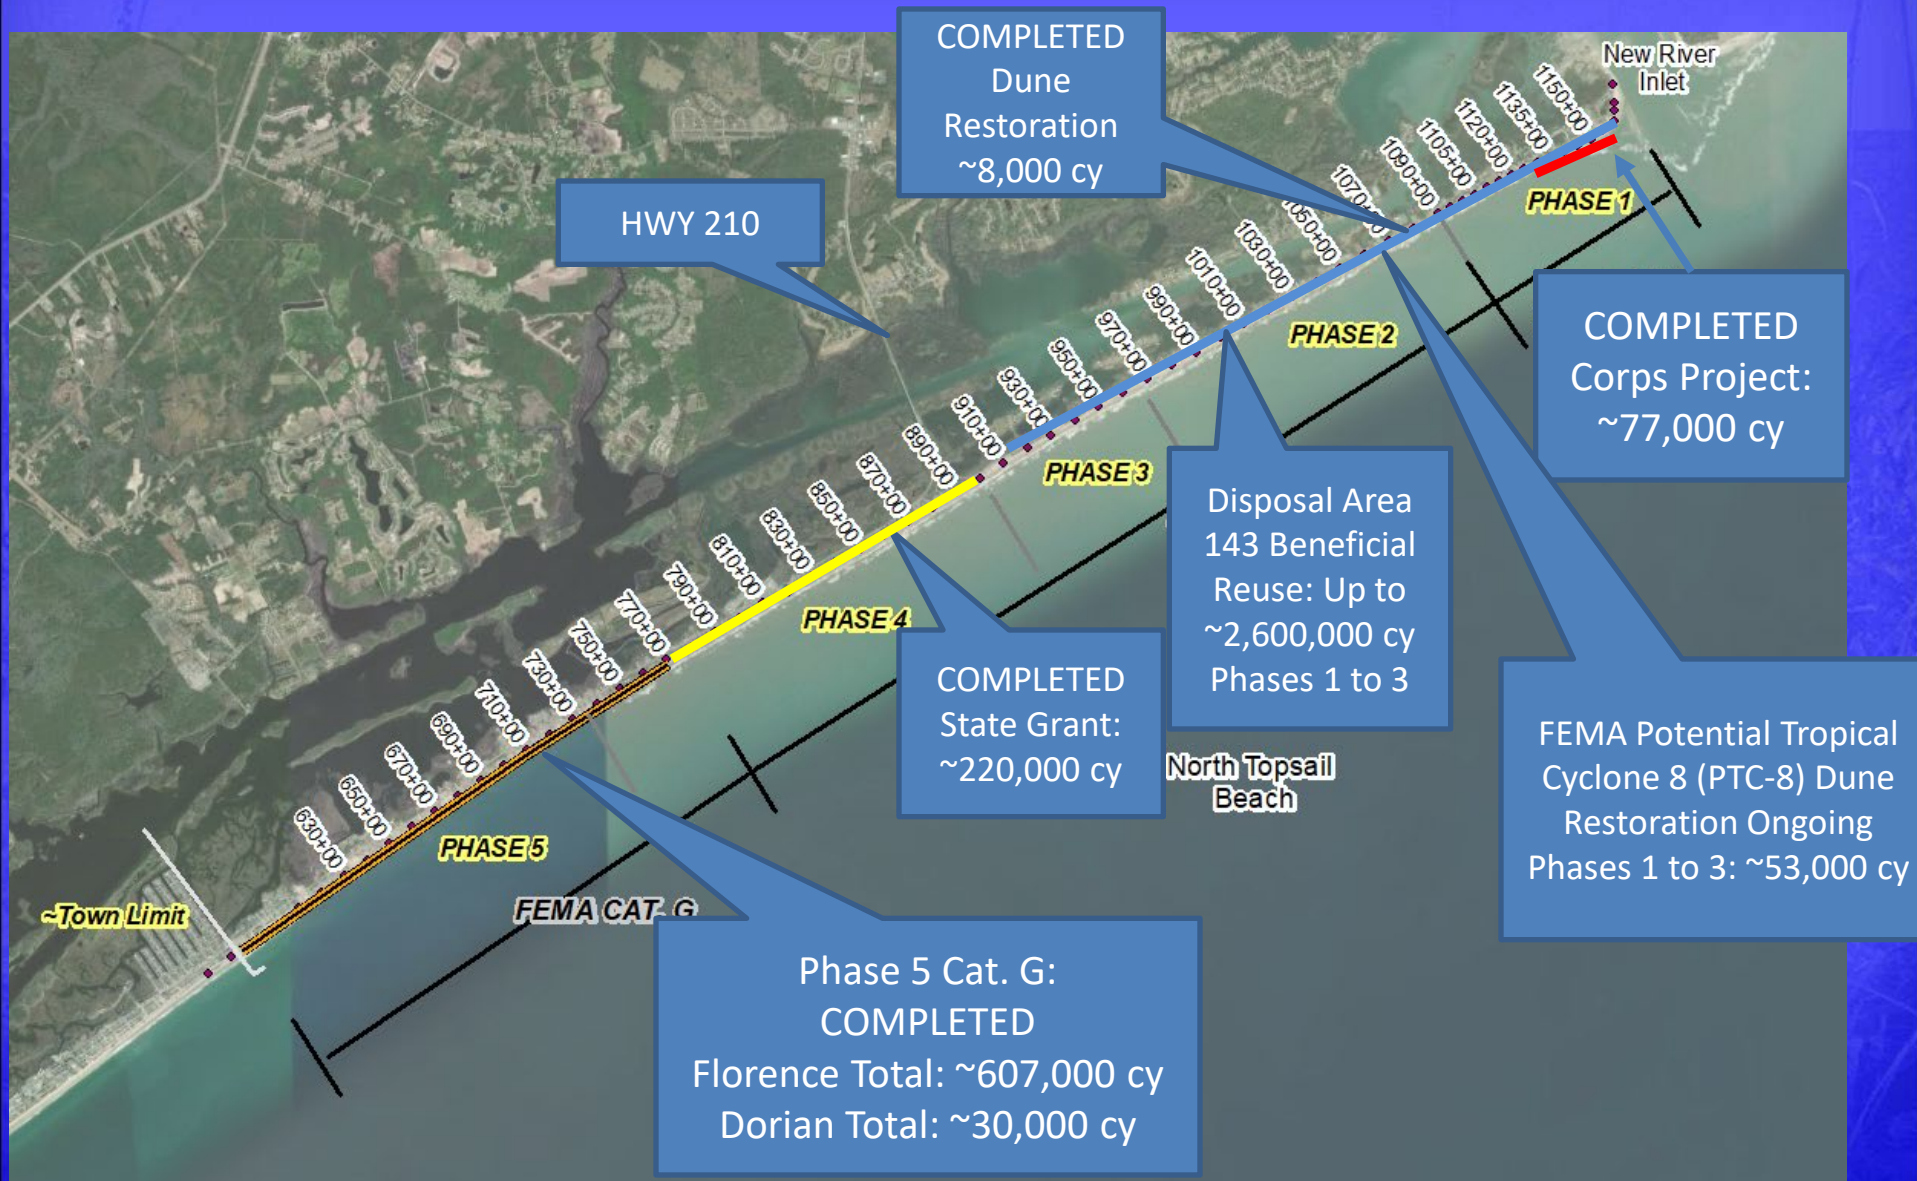 COMPLETED
Dune
Restoration
~8,000 cy
New River
Inlet
HWY 210
1150+00
1135+00
1120+00
1105+00
1090+00
1070+00
1050+00
1030+00
1010+00
990+00
970+00
950+00
930+00
910+00
890+00
870+00
850+00
830+00
810+00
790+00
770+00
750+00
730+00
710+00
690+00
670+00
650+00
630+00
PHASE 1
PHASE 2
PHASE 3
PHASE 4
PHASE 5
COMPLETED
Corps Project:
~77,000 cy
Disposal Area
143 Beneficial
Reuse: Up to
~2,600,000 cy
Phases 1 to 3
COMPLETED
State Grant:
~220,000 cy
North Topsail
Beach
FEMA Potential Tropical
Cyclone 8 (PTC-8) Dune
Restoration Ongoing
Phases 1 to 3: ~53,000 cy
~Town Limit
FEMA CAT. G
Phase 5 Cat. G:
COMPLETED
Florence Total: ~607,000 cy
Dorian Total: ~30,000 cy